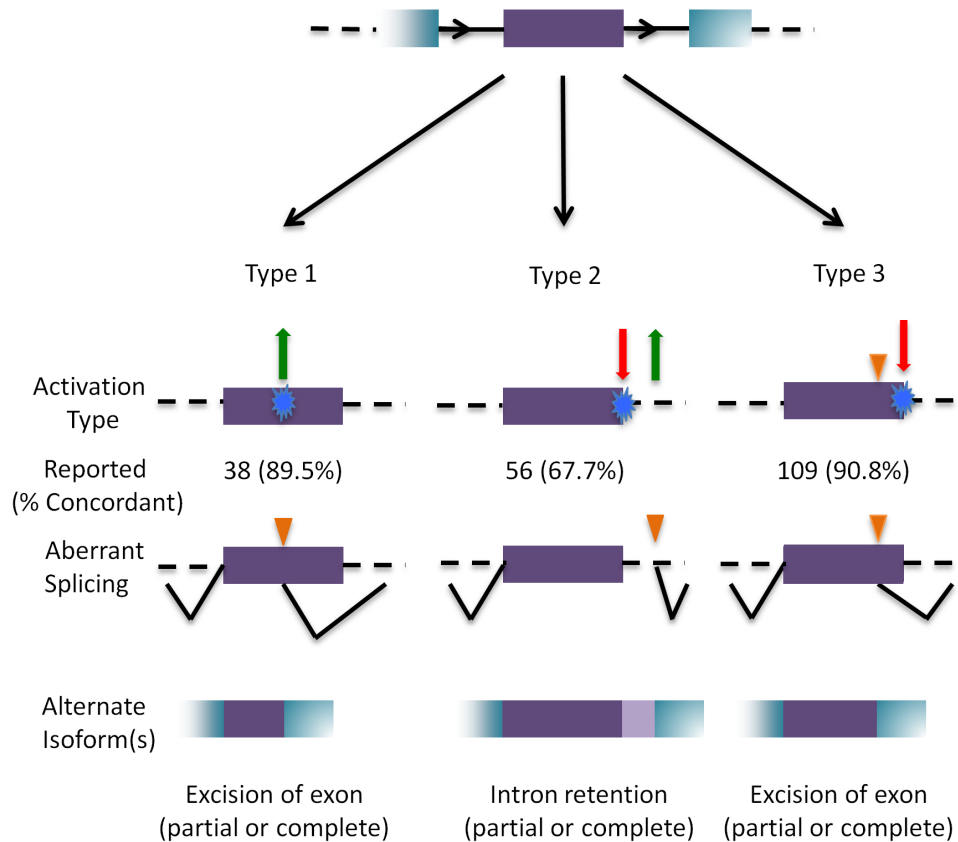 Type 1
Type 2
Type 3
Activation
Type
Reported
(% Concordant)
38 (89.5%)
56 (67.7%)
109 (90.8%)
Aberrant
Splicing
Alternate
Isoform(s)
Excision of exon
(partial or complete)
Intron retention
(partial or complete)
Excision of exon
(partial or complete)